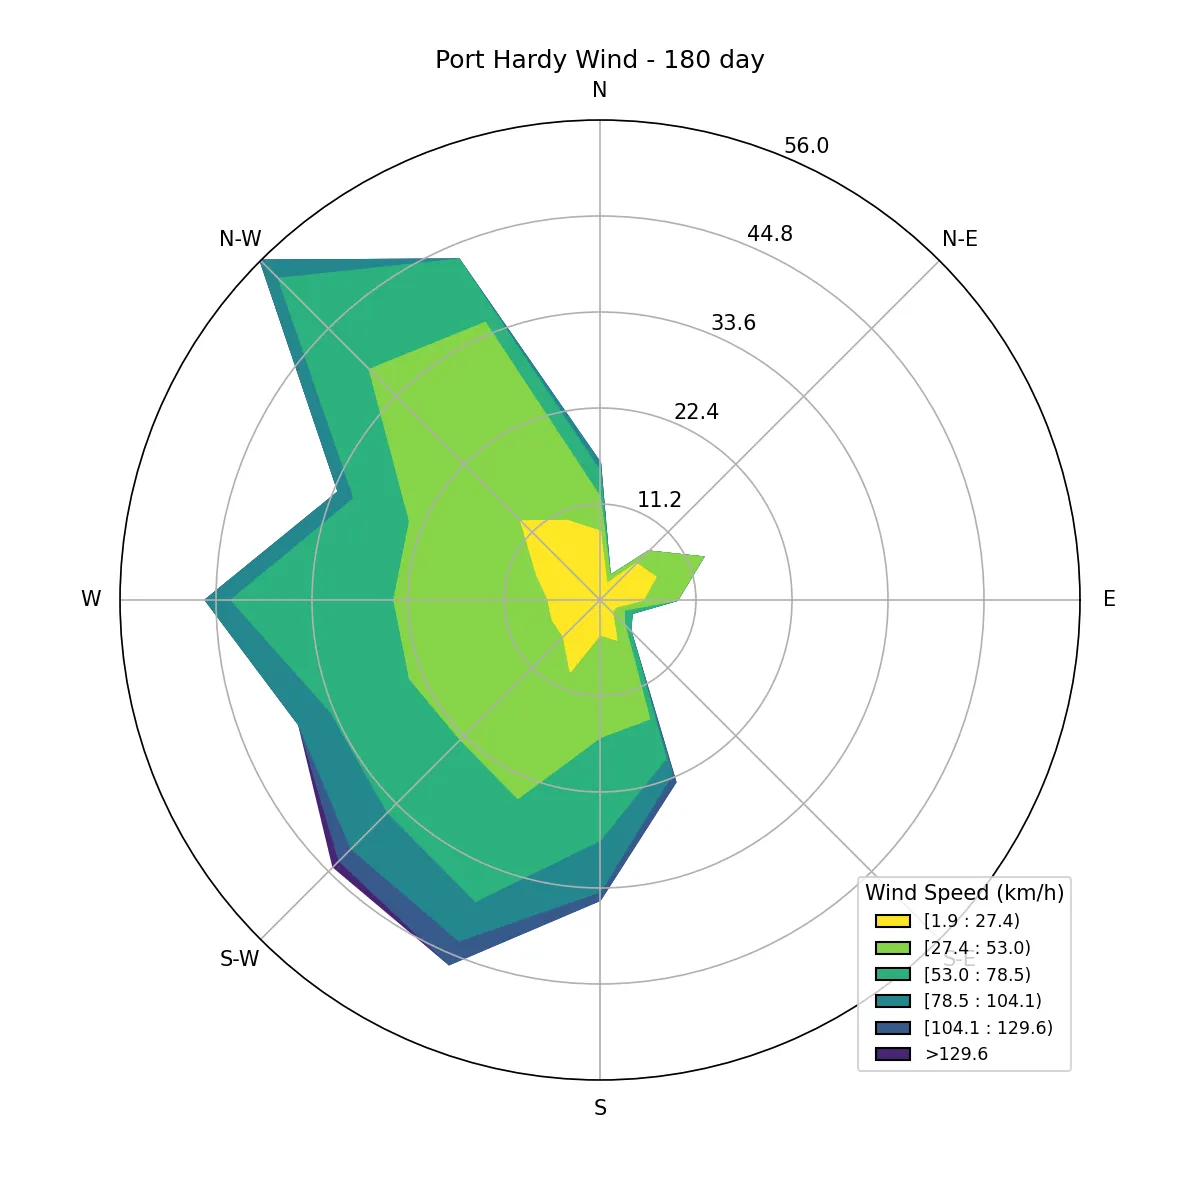 Port Hardy Wind - 180 day
N
56.0
44.8
N-W
N-E
33.6
22.4
11.2
W
E
S-W
S-E
S
Wind Speed (km/h)
[1.9 : 27.4)
[27.4 : 53.0)
[53.0 : 78.5)
[78.5 : 104.1)
[104.1 : 129.6)
>129.6